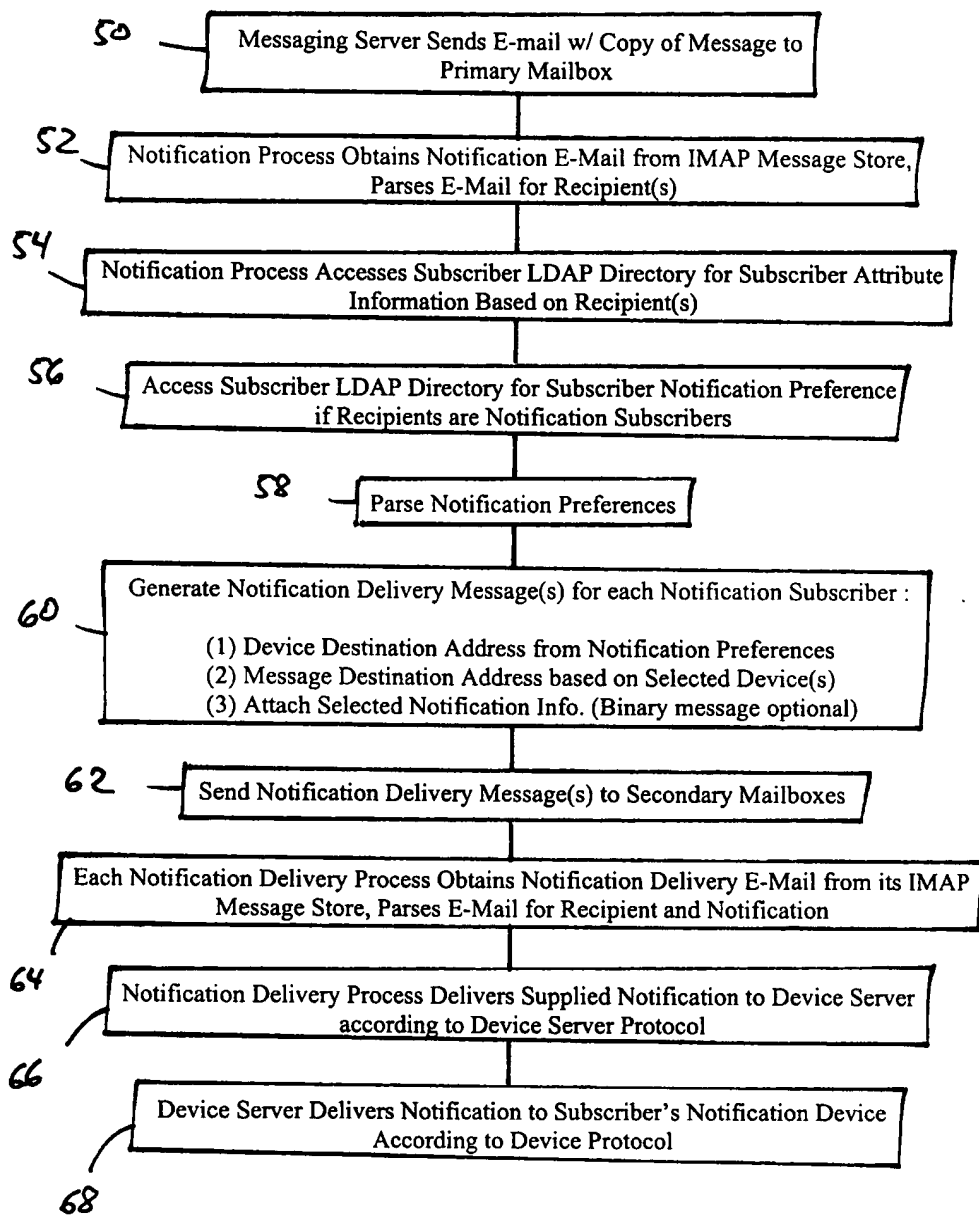 50
Messaging Server Sends E-mail w/ Copy of Message to
Primary Mailbox
52
Notification Process Obtains Notification E-Mail from IMAP Message Store,
Parses E-Mail for Recipient(s)
54
Notification Process Accesses Subscriber LDAP Directory for Subscriber Attribute
Information Based on Recipient(s)
56
Access Subscriber LDAP Directory for Subscriber Notification Preference
if Recipients are Notification Subscribers
58
Parse Notification Preferences
60
Generate Notification Delivery Message(s) for each Notification Subscriber :
(1) Device Destination Address from Notification Preferences
(2) Message Destination Address based on Selected Device(s)
(3) Attach Selected Notification Info. (Binary message optional)
62
Send Notification Delivery Message(s) to Secondary Mailboxes
Each Notification Delivery Process Obtains Notification Delivery E-Mail from its IMAP
Message Store, Parses E-Mail for Recipient and Notification
64
Notification Delivery Process Delivers Supplied Notification to Device Server
according to Device Server Protocol
66
Device Server Delivers Notification to Subscriber's Notification Device
According to Device Protocol
68